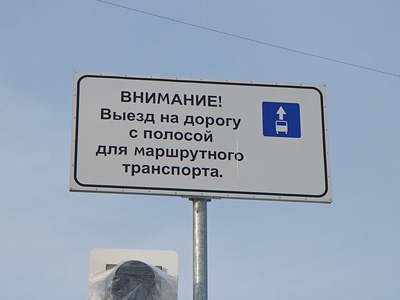 ВНИМАНИЕ!
Выезд на дорогу
с полосой
для маршрутного
транспорта.